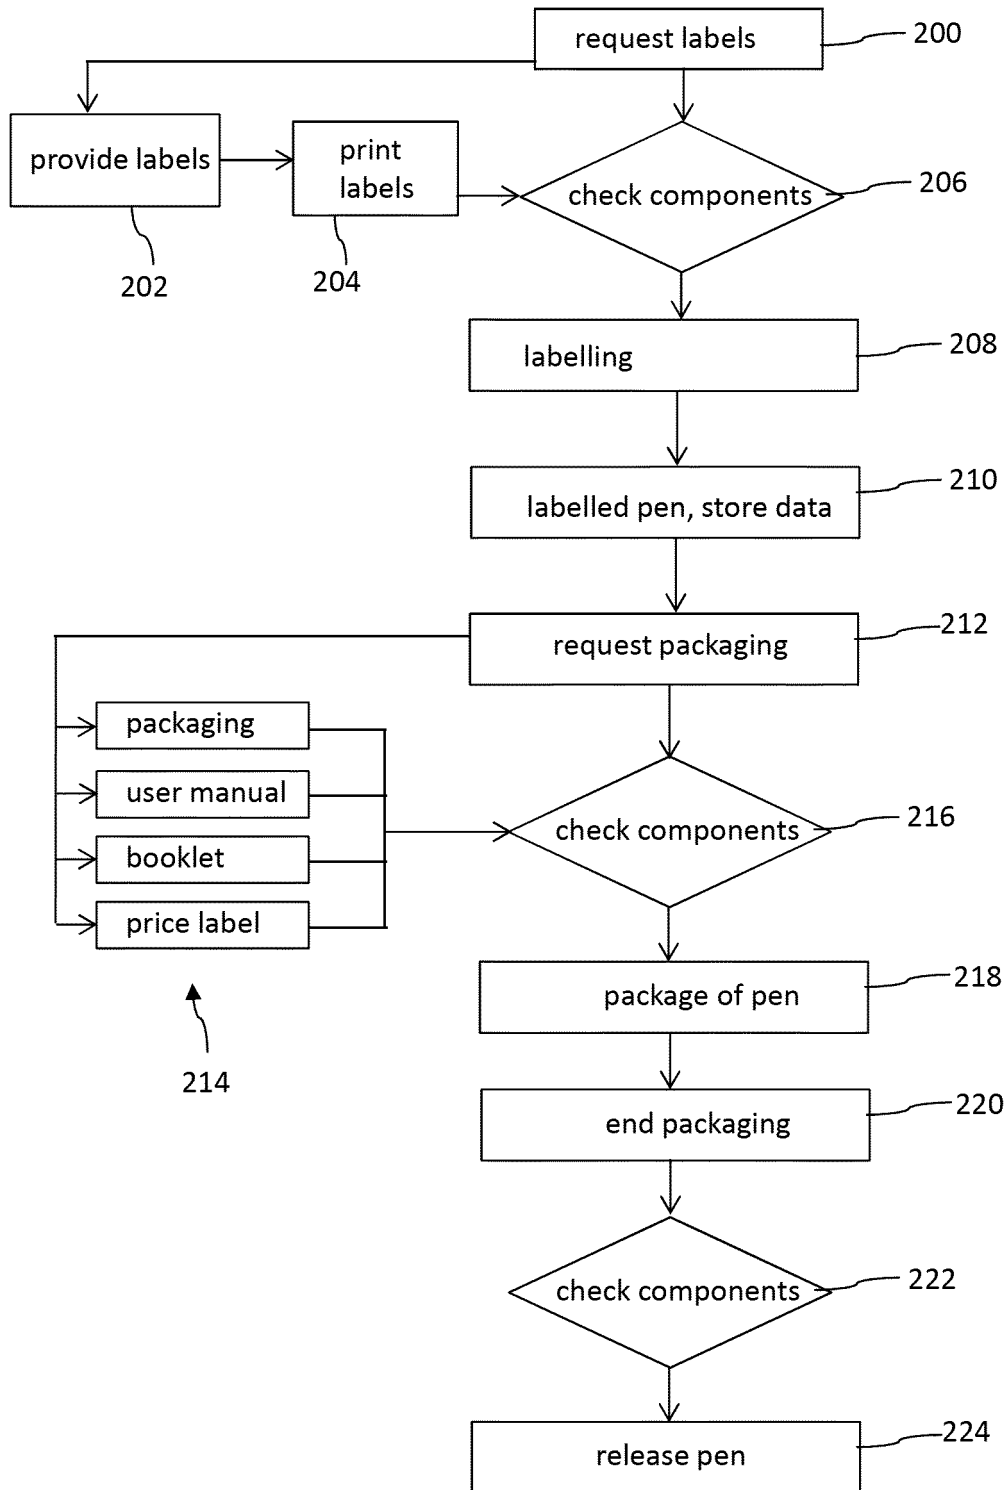 request labels
200
provide labels
print
labels
check components
206
202
204
labelling
208
labelled pen, store data
210
request packaging
212
packaging
user manual
booklet
price label
check components
216
214
package of pen
218
end packaging
220
check components
222
release pen
224